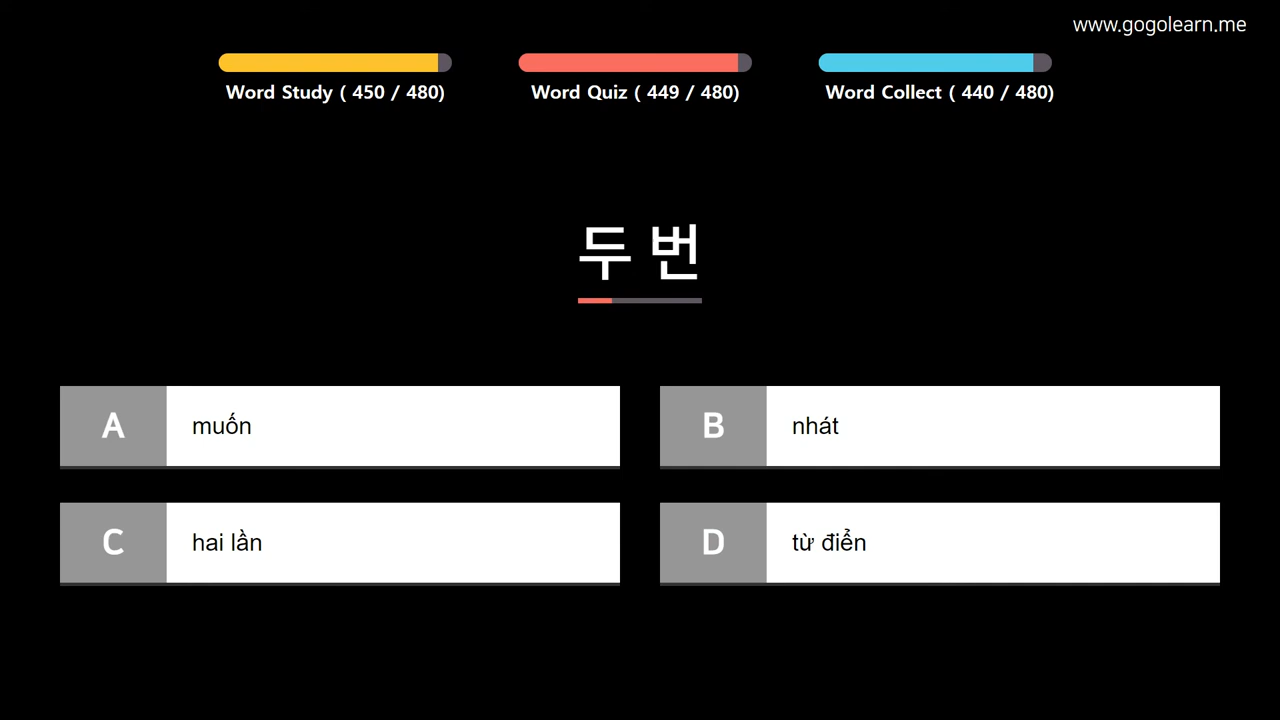 www.gogolearn.me
Word Study ( 450 / 480)
Word Quiz ( 449 / 480)
Word Collect ( 440 / 480)
두 번
A
muốn
B
nhát
C
hai lần
D
từ điển